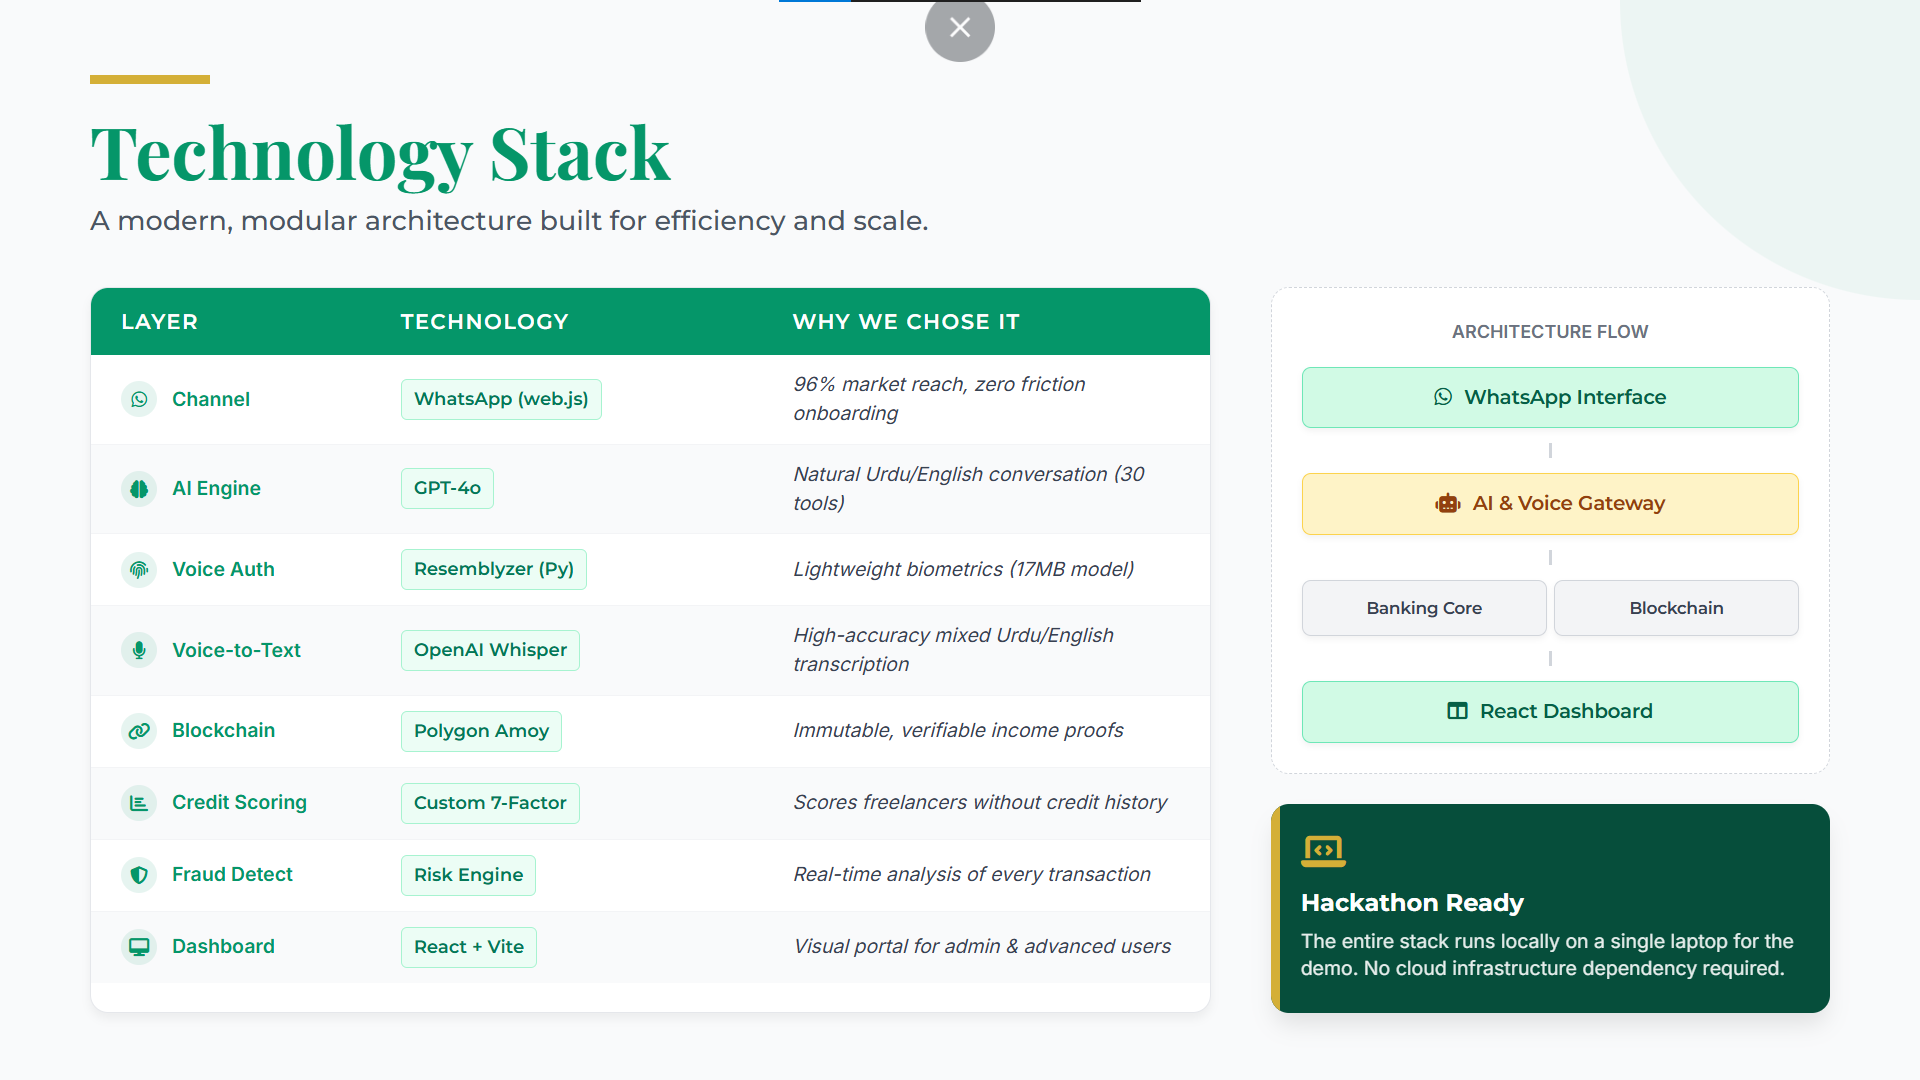 Technology Stack
A modern, modular architecture built for efficiency and scale.
LAYER TECHNOLOGY WHY WE CHOSE IT
Channel WhatsApp (web.js) 96% market reach, zero friction
onboarding
AI Engine GPT-4o Natural Urdu/English conversation (30
tools)
Voice Auth Resemblyzer (Py) Lightweight biometrics (17MB model)
Voice-to-Text OpenAI Whisper High-accuracy mixed Urdu/English
transcription
Blockchain Polygon Amoy Immutable, verifiable income proofs
Credit Scoring Custom 7-Factor Scores freelancers without credit history
Fraud Detect Risk Engine Real-time analysis of every transaction
Dashboard React + Vite Visual portal for admin & advanced users
ARCHITECTURE FLOW
WhatsApp Interface
AI & Voice Gateway
Banking Core Blockchain
React Dashboard
Hackathon Ready
The entire stack runs locally on a single laptop for the
demo. No cloud infrastructure dependency required.